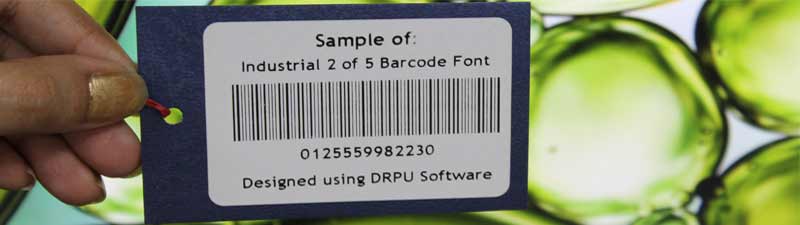 Sample of:
Industrial 2 of 5 Barcode Font
0125559982230
Designed using DRPU Software